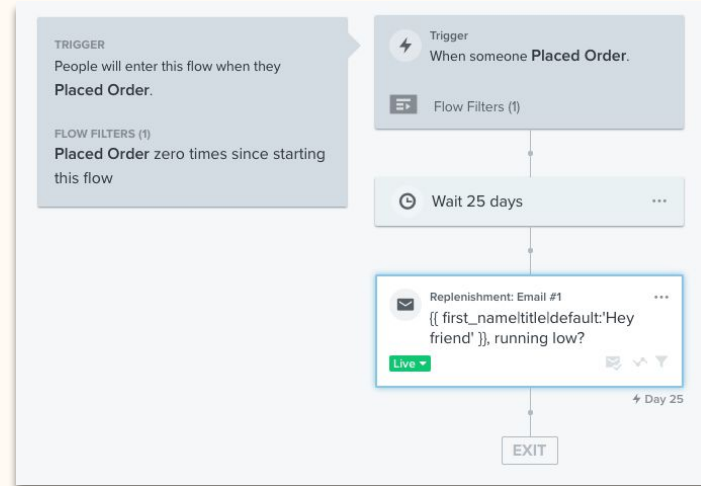 TRIGGER
People will enter this flow when they
Placed Order.
FLOW FILTERS (1)
Placed Order zero times since starting
this flow
Trigger
When someone Placed Order.
Flow Filters (1)
Wait 25 days
Replenishment: Email #1
{{ first_name|title|default:'Hey
friend' }}, running low?
Live
Day 25
EXIT